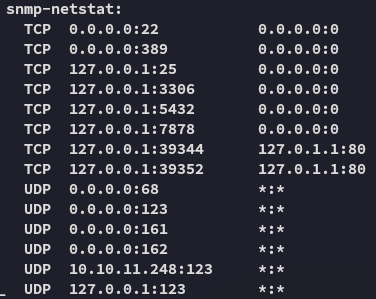 snmp-netstat:
TCP  0.0.0.0:22           0.0.0.0:0
TCP  0.0.0.0:389          0.0.0.0:0
TCP  127.0.0.1:25         0.0.0.0:0
TCP  127.0.0.1:3306       0.0.0.0:0
TCP  127.0.0.1:5432       0.0.0.0:0
TCP  127.0.0.1:7878       0.0.0.0:0
TCP  127.0.0.1:39344      127.0.1.1:80
TCP  127.0.0.1:39352      127.0.1.1:80
UDP  0.0.0.0:68           *:*
UDP  0.0.0.0:123          *:*
UDP  0.0.0.0:161          *:*
UDP  0.0.0.0:162          *:*
UDP  10.10.11.248:123     *:*
UDP  127.0.0.1:123        *:*